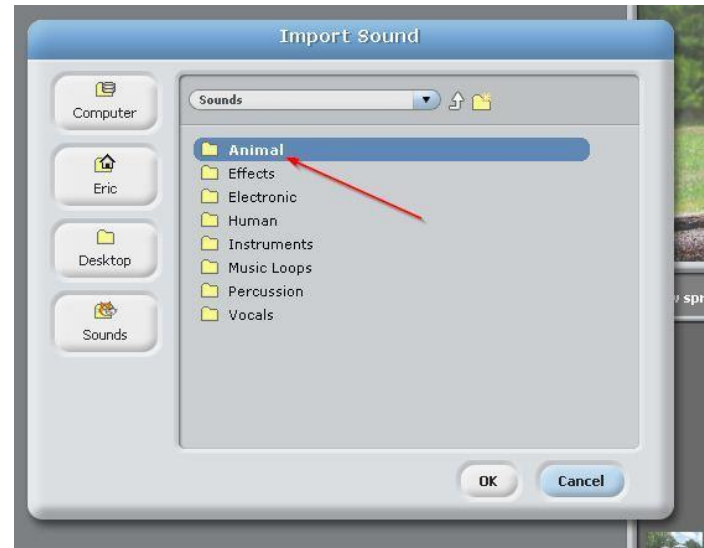 Import Sound
Computer
Eric
Desktop
Sounds
Sounds
Animal
Effects
Electronic
Human
Instruments
Music Loops
Percussion
Vocals
OK
Cancel